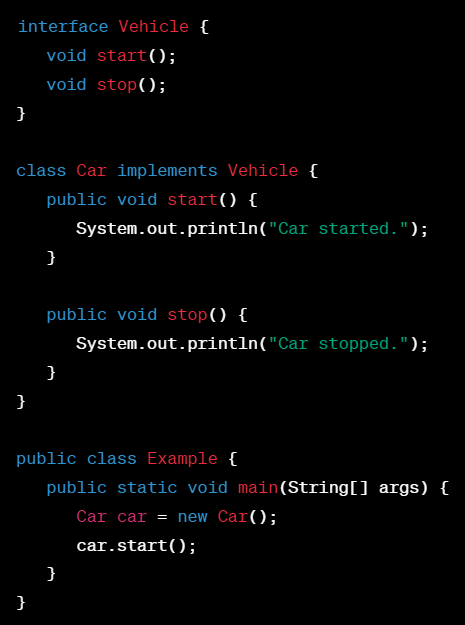 interface Vehicle {
void start();
void stop();
}
class Car implements Vehicle {
public void start() {
System.out.println("Car started.");
}
public void stop() {
System.out.println("Car stopped.");
}
}
public class Example {
public static void main(String[] args) {
Car car = new Car();
car.start();
}
}